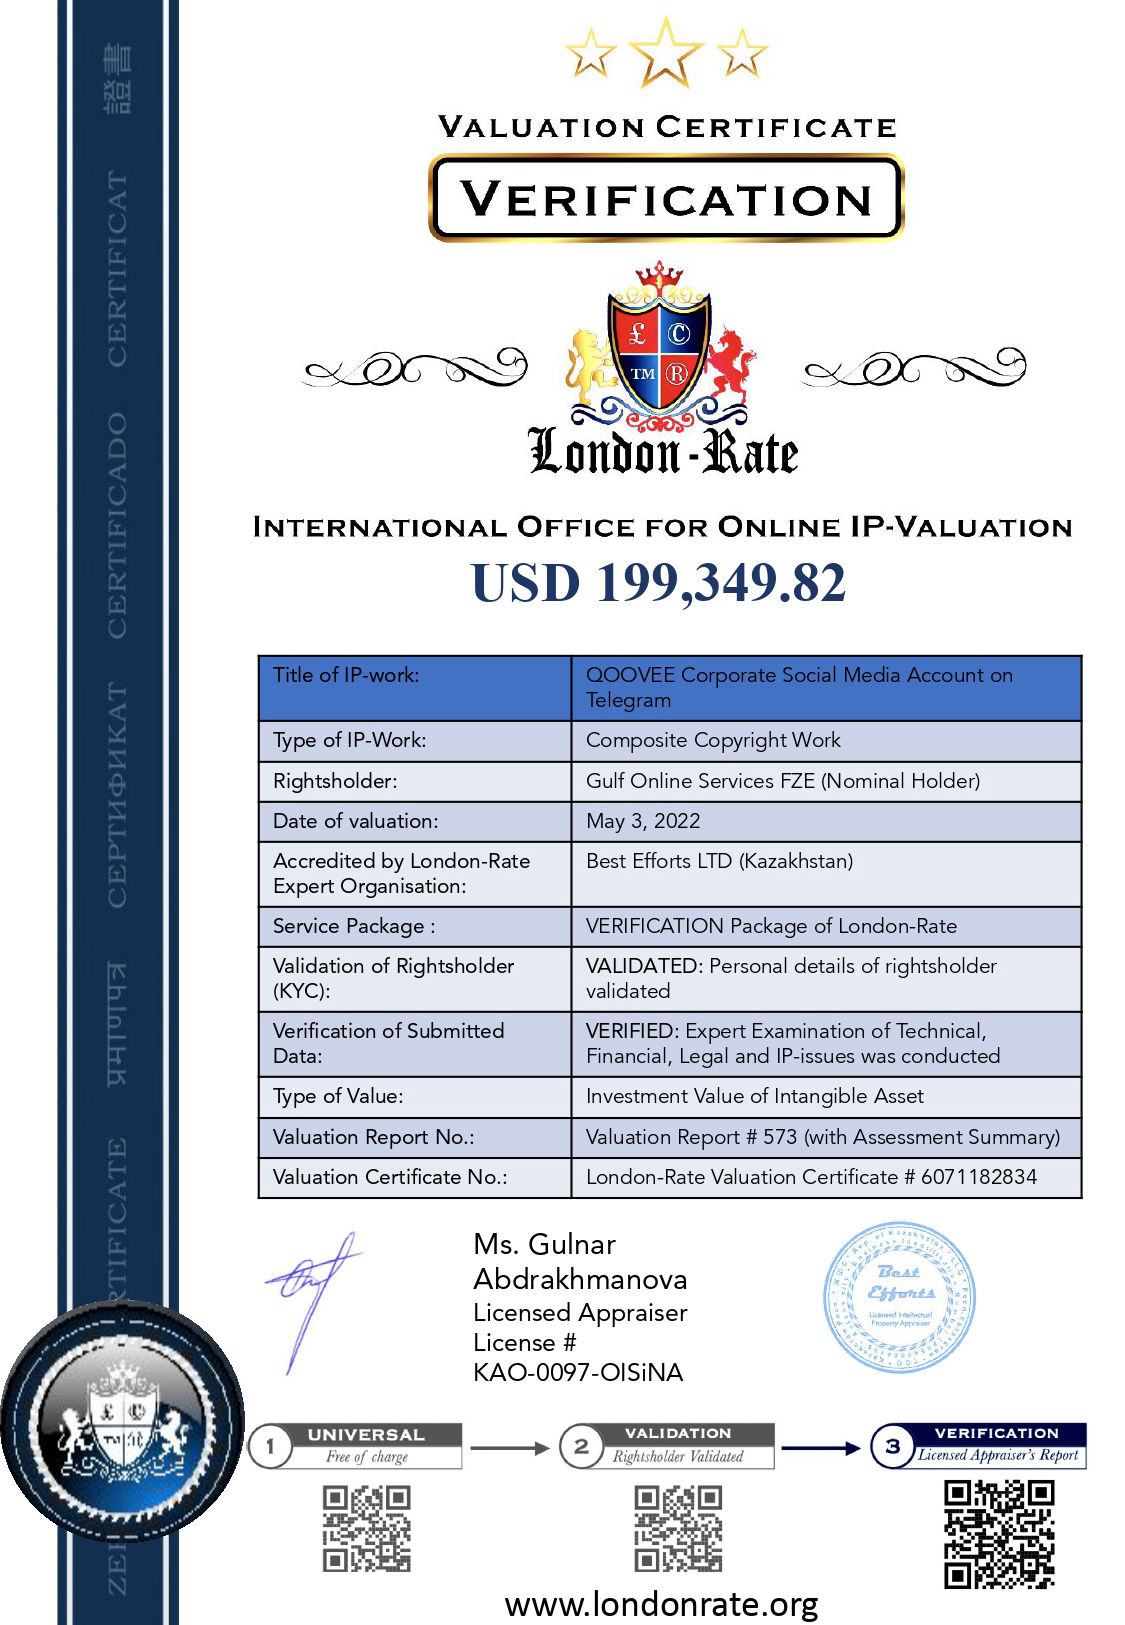 VALUATION CERTIFICATE
VERIFICATION
£ ©
TM ®
London-Rate
INTERNATIONAL OFFICE FOR ONLINE IP-VALUATION
USD 199,349.82
Title of IP-work: QOOVEE Corporate Social Media Account on
Telegram
Type of IP-Work: Composite Copyright Work
Rightsholder: Gulf Online Services FZE (Nominal Holder)
Date of valuation: May 3, 2022
Accredited by London-Rate Best Efforts LTD (Kazakhstan)
Expert Organisation:
Service Package : VERIFICATION Package of London-Rate
Validation of Rightsholder VALIDATED: Personal details of rightsholder
(KYC): validated
Verification of Submitted VERIFIED: Expert Examination of Technical,
Data: Financial, Legal and IP-issues was conducted
Type of Value: Investment Value of Intangible Asset
Valuation Report No.: Valuation Report # 573 (with Assessment Summary)
Valuation Certificate No.: London-Rate Valuation Certificate # 6071182834
Ms. Gulnar
Abdrakhmanova
Licensed Appraiser
License #
KAO-0097-OISiNA
Best
Efforts
Licensed Intellectual
Property Appraiser
1 UNIVERSAL
Free of charge
2 VALIDATION
Rightsholder Validated
3 VERIFICATION
Licensed Appraiser's Report
www.londonrate.org
證書
CERTIFICAT
CERTIFICADO
СЕРТИФИКАТ
प्रमाणपत्र
RTIFICATE
ZER